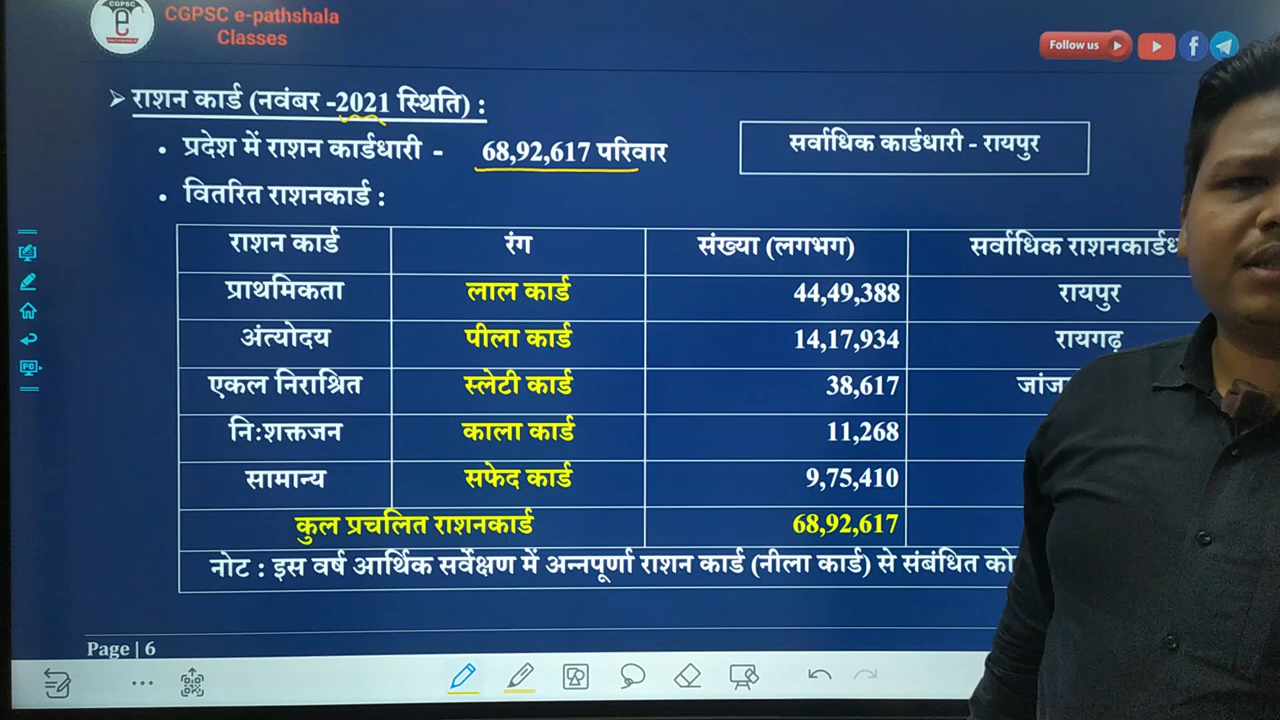 CGPSC e-pathshala
Classes
Follow us
➤ राशन कार्ड (नवंबर -2021 स्थिति) :
• प्रदेश में राशन कार्डधारी - 68,92,617 परिवार
सर्वाधिक कार्डधारी - रायपुर
• वितरित राशनकार्ड :
राशन कार्ड रंग संख्या (लगभग) सर्वाधिक
प्राथमिकता लाल कार्ड 44,49,388 रायपुर
अंत्योदय पीला कार्ड 14,17,934 रायगढ़
एकल निराश्रित स्लेटी कार्ड 38,617
निःशक्तजन काला कार्ड 11,268
सामान्य सफेद कार्ड 9,75,410
कुल प्रचलित राशनकार्ड 68,92,617
नोट : इस वर्ष आर्थिक सर्वेक्षण में अन्नपूर्णा राशन कार्ड (नीला कार्ड) से संबंधित
Page | 6